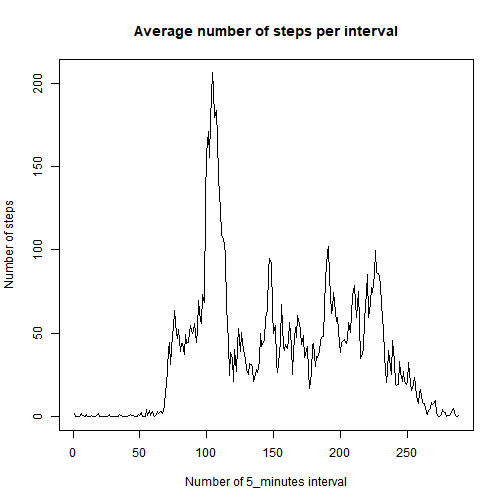 Average number of steps per interval
Number of steps
200
150
100
50
0
0 50 100 150 200 250
Number of 5_minutes interval